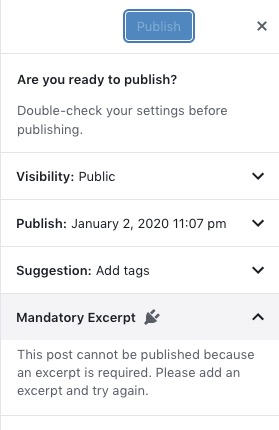 Publish
Are you ready to publish?
Double-check your settings before
publishing.
Visibility: Public
Publish: January 2, 2020 11:07 pm
Suggestion: Add tags
Mandatory Excerpt
This post cannot be published because
an excerpt is required. Please add an
excerpt and try again.